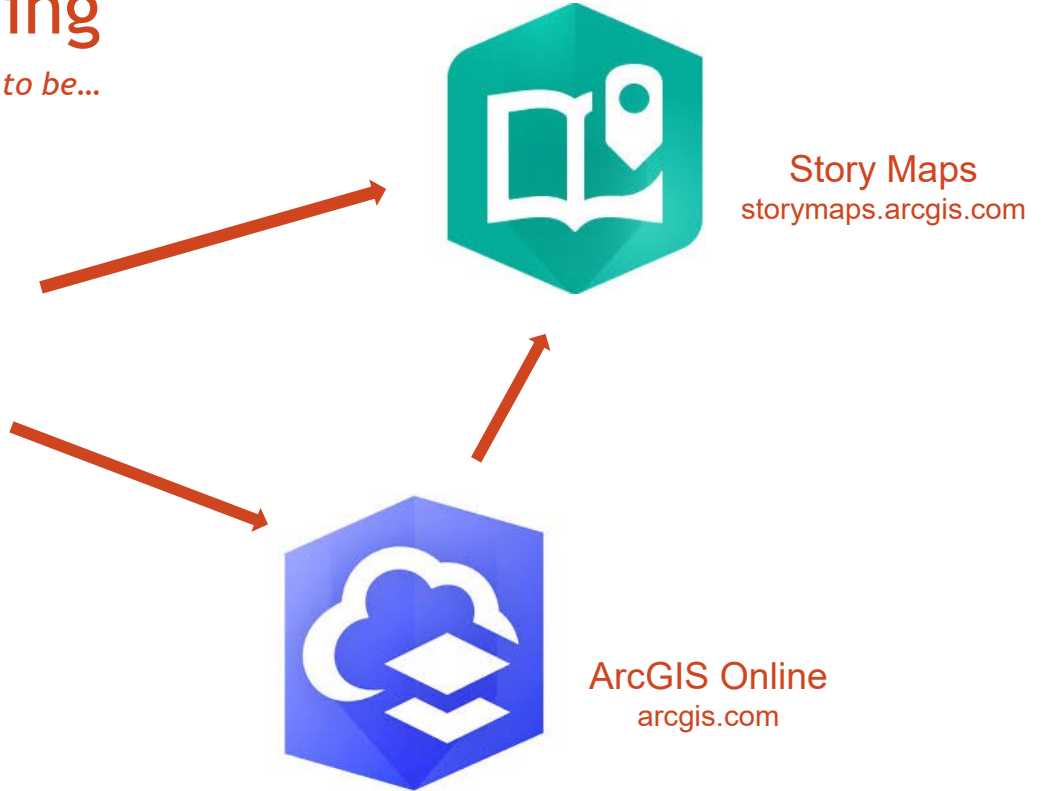 ing
to be…
Story Maps
storymaps.arcgis.com
ArcGIS Online
arcgis.com